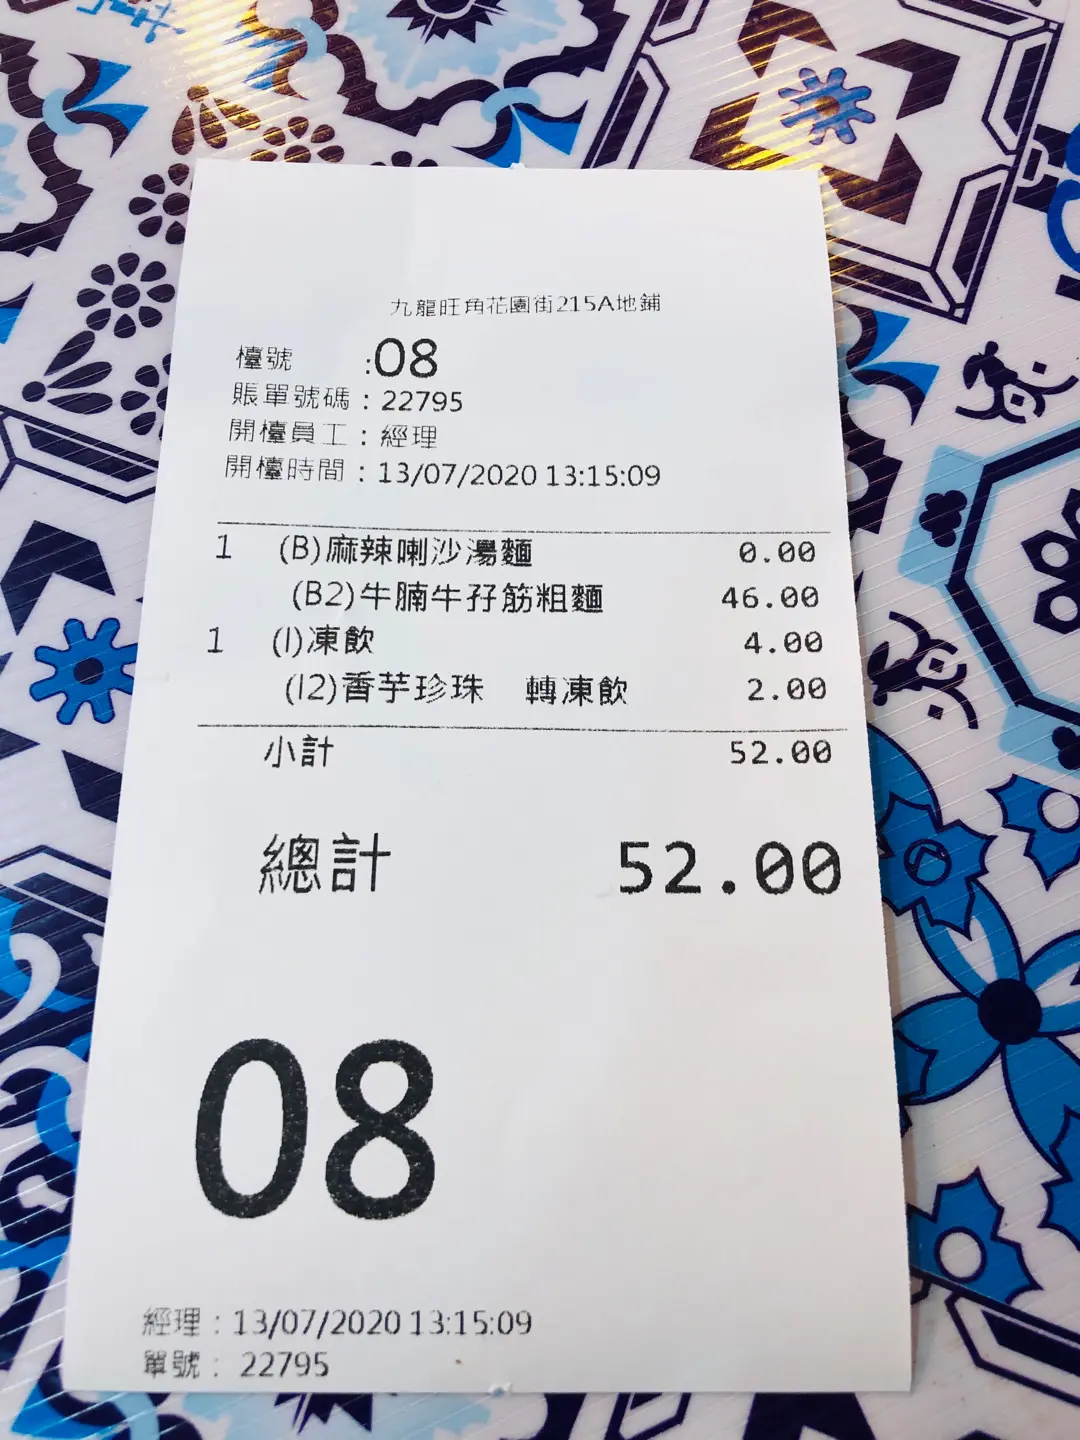 九龍旺角花園街215A地鋪
檯號 :08
賬單號碼 : 22795
開檯員工 : 經理
開檯時間 : 13/07/2020 13:15:09
1 (B)麻辣喇沙湯麵 0.00
(B2)牛腩牛孖筋粗麵 46.00
1 (I)凍飲 4.00
(I2)香芋珍珠 轉凍飲 2.00
小計 52.00
總計 52.00
08
經理 : 13/07/2020 13:15:09
單號 : 22795